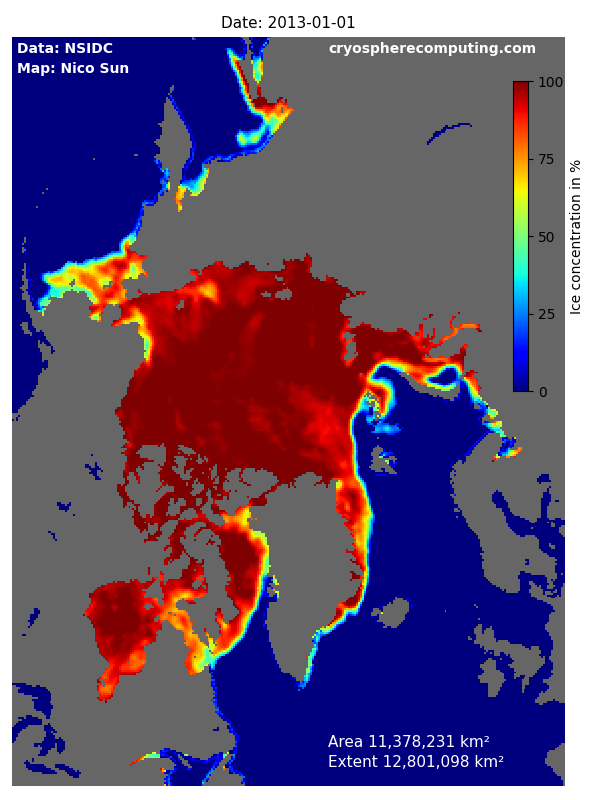 Date: 2013-01-01
Data: NSIDC
Map: Nico Sun
cryospherecomputing.com
100
75
50
25
0
Ice concentration in %
Area 11,378,231 km²
Extent 12,801,098 km²